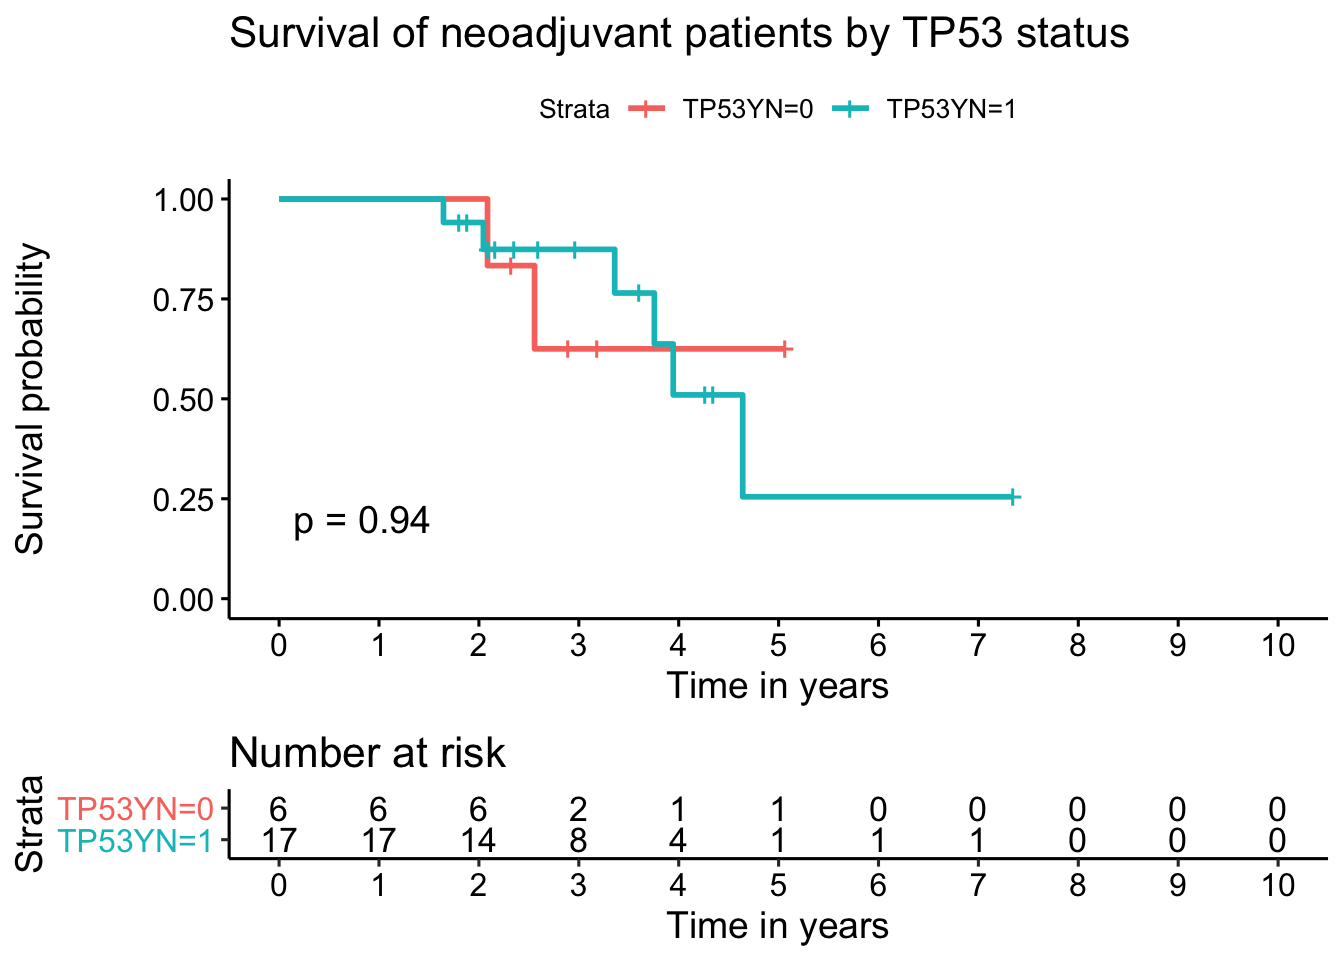 Survival of neoadjuvant patients by TP53 status
Strata TP53YN=0 TP53YN=1
Survival probability
1.00
0.75
0.50
0.25
0.00
p = 0.94
0 1 2 3 4 5 6 7 8 9 10
Time in years
Number at risk
Strata
TP53YN=0 6 6 6 2 1 1 0 0 0 0 0
TP53YN=1 17 17 14 8 4 1 1 1 0 0 0
0 1 2 3 4 5 6 7 8 9 10
Time in years